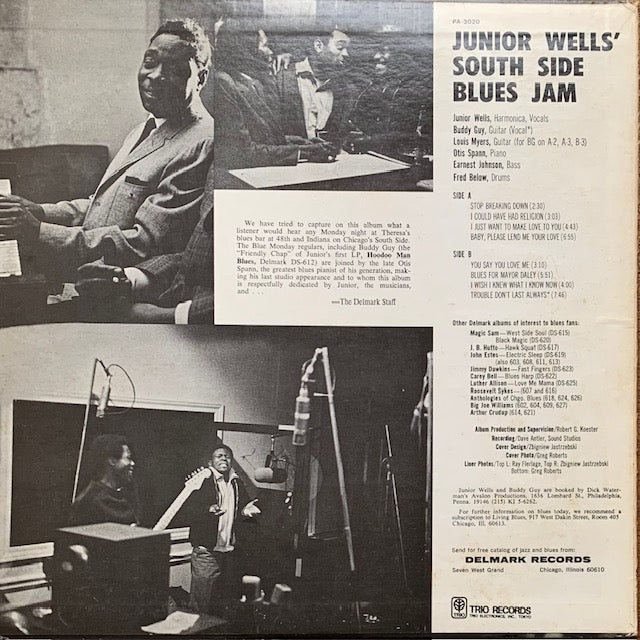 PA-3020
JUNIOR WELLS'
SOUTH SIDE
BLUES JAM
Junior Wells, Harmonica, Vocals
Buddy Guy, Guitar (Vocal*)
Louis Myers, Guitar (for BG on A-2, A-3, B-3)
Otis Spann, Piano
Earnest Johnson, Bass
Fred Below, Drums
SIDE A
STOP BREAKING DOWN (2:30)
I COULD HAVE HAD RELIGION (3:03)
I JUST WANT TO MAKE LOVE TO YOU (4:43)
BABY, PLEASE LEND ME YOUR LOVE (6:55)
SIDE B
YOU SAY YOU LOVE ME (3:10)
BLUES FOR MAYOR DALEY (5:51)
I WISH I KNEW WHAT I KNOW NOW (4:00)
TROUBLE DON'T LAST ALWAYS* (7:46)
Other Delmark albums of interest to blues fans:
Magic Sam—West Side Soul (DS-615)
Black Magic (DS-620)
J. B. Hutto—Hawk Squat (DS-617)
John Estes—Electric Sleep (DS-619)
(also 603, 608, 611, 613)
Jimmy Dawkins—Fast Fingers (DS-623)
Carey Bell—Blues Harp (DS-622)
Luther Allison—Love Me Mama (DS-625)
Roosevelt Sykes—(607 and 616)
Anthologies of Chgo. Blues (618, 624, 626)
Big Joe Williams (602, 604, 609, 627)
Arthur Crudup (614, 621)
Album Production and Supervision/Robert G. Koester
Recording/Dave Antler, Sound Studios
Cover Design/Zbigniew Jastrzebski
Cover Photo/Greg Roberts
Liner Photos/Top L: Ray Flerlage, Top R: Zbigniew Jastrzebski
Bottom: Greg Roberts
Junior Wells and Buddy Guy are booked by Dick Water-
man's Avalon Productions, 1636 Lombard St., Philadelphia,
Penna. 19146 (215) KI 5-6262.
For further information on blues today, we recommend a
subscription to Living Blues, 917 West Dakin Street, Room 405
Chicago, Ill. 60613.
Send for free catalog of jazz and blues from:
DELMARK RECORDS
Seven West Grand Chicago, Illinois 60610
TRIO
TRIO RECORDS
TRIO ELECTRONICS, INC. TOKYO
We have tried to capture on this album what a
listener would hear any Monday night at Theresa's
blues bar at 48th and Indiana on Chicago's South Side.
The Blue Monday regulars, including Buddy Guy (the
"Friendly Chap" of Junior's first LP, Hoodoo Man
Blues, Delmark DS-612) are joined by the late Otis
Spann, the greatest blues pianist of his generation, mak-
ing his last studio appearance and to whom this album
is respectfully dedicated by Junior, the musicians,
and . . .
—The Delmark Staff